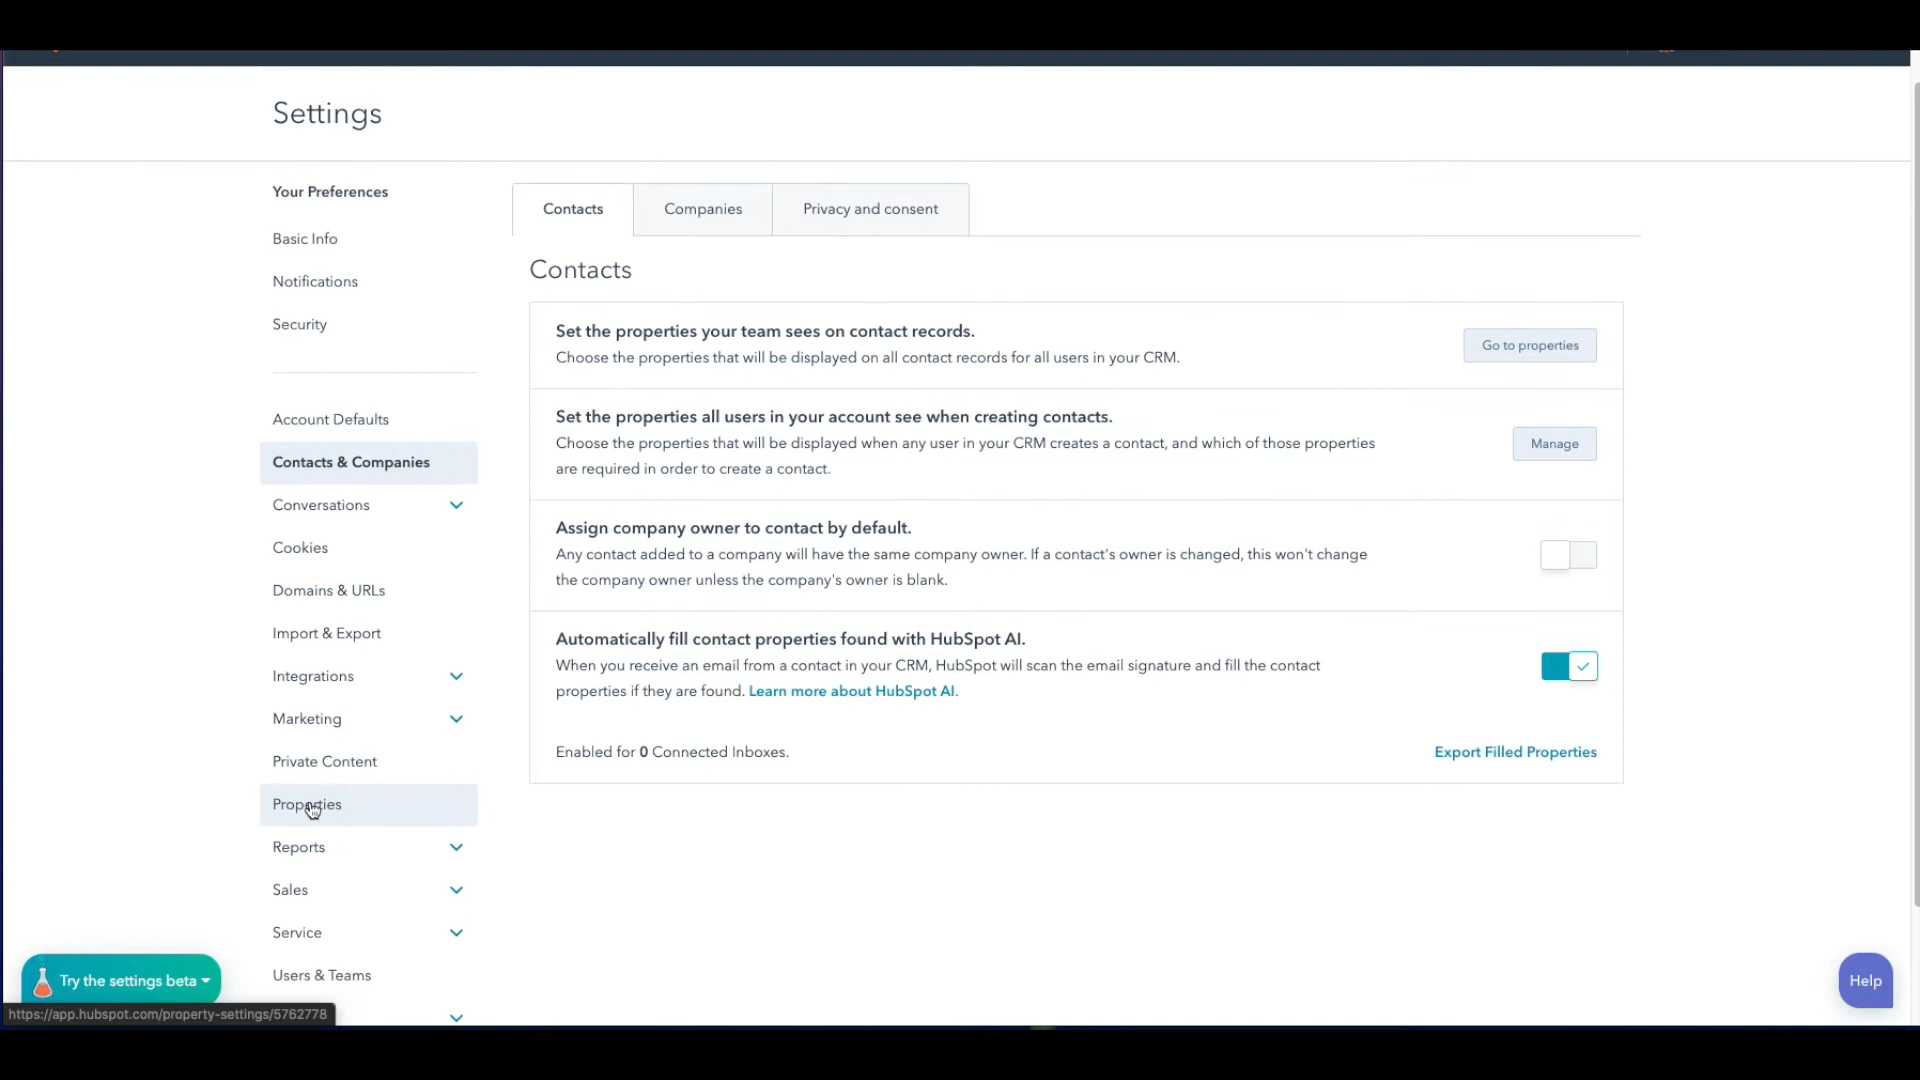 Settings
Your Preferences
Basic Info
Notifications
Security
Account Defaults
Contacts & Companies
Conversations
Cookies
Domains & URLs
Import & Export
Integrations
Marketing
Private Content
Properties
Reports
Sales
Service
Users & Teams
Contacts
Companies
Privacy and consent
Contacts
Set the properties your team sees on contact records.
Choose the properties that will be displayed on all contact records for all users in your CRM.
Go to properties
Set the properties all users in your account see when creating contacts.
Choose the properties that will be displayed when any user in your CRM creates a contact, and which of those properties
are required in order to create a contact.
Manage
Assign company owner to contact by default.
Any contact added to a company will have the same company owner. If a contact's owner is changed, this won't change
the company owner unless the company's owner is blank.
Automatically fill contact properties found with HubSpot AI.
When you receive an email from a contact in your CRM, HubSpot will scan the email signature and fill the contact
properties if they are found. Learn more about HubSpot AI.
Enabled for 0 Connected Inboxes.
Export Filled Properties
Try the settings beta
https://app.hubspot.com/property-settings/5762778
Help